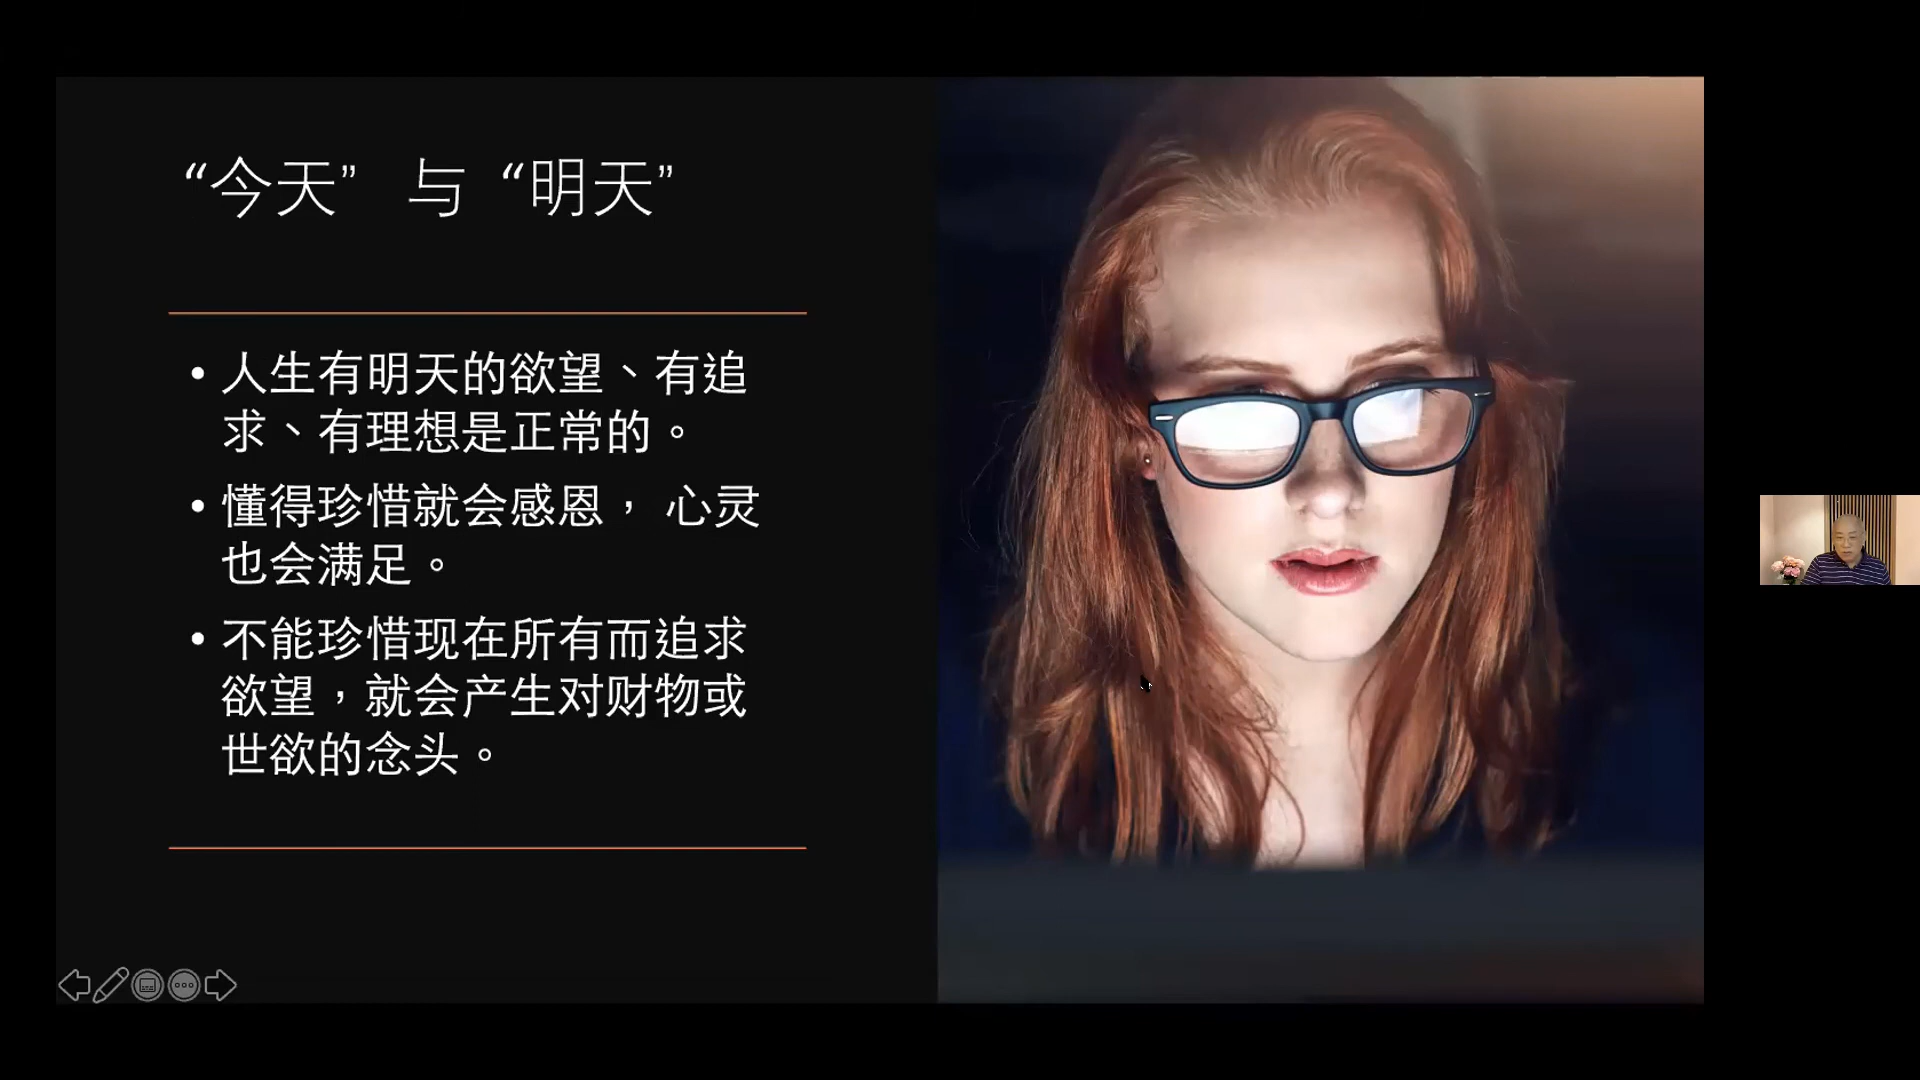 “今天” 与 “明天”
• 人生有明天的欲望、有追
求、有理想是正常的。
• 懂得珍惜就会感恩， 心灵
也会满足。
• 不能珍惜现在所有而追求
欲望，就会产生对财物或
世欲的念头。